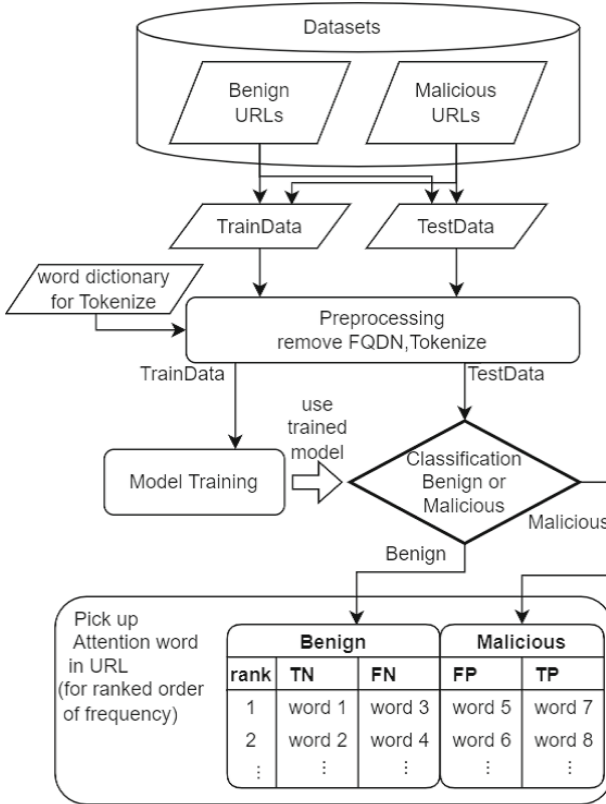 Datasets
Benign
URLs
Malicious
URLs
TrainData
TestData
word dictionary
for Tokenize
Preprocessing
remove FQDN,Tokenize
TrainData
TestData
use
trained
model
Model Training
Classification
Benign or
Malicious
Malicious
Benign
Pick up
Attention word
in URL
(for ranked order
of frequency)
Benign Malicious
rank TN FN FP TP
1 word 1 word 3 word 5 word 7
2 word 2 word 4 word 6 word 8
⋮ ⋮ ⋮ ⋮ ⋮